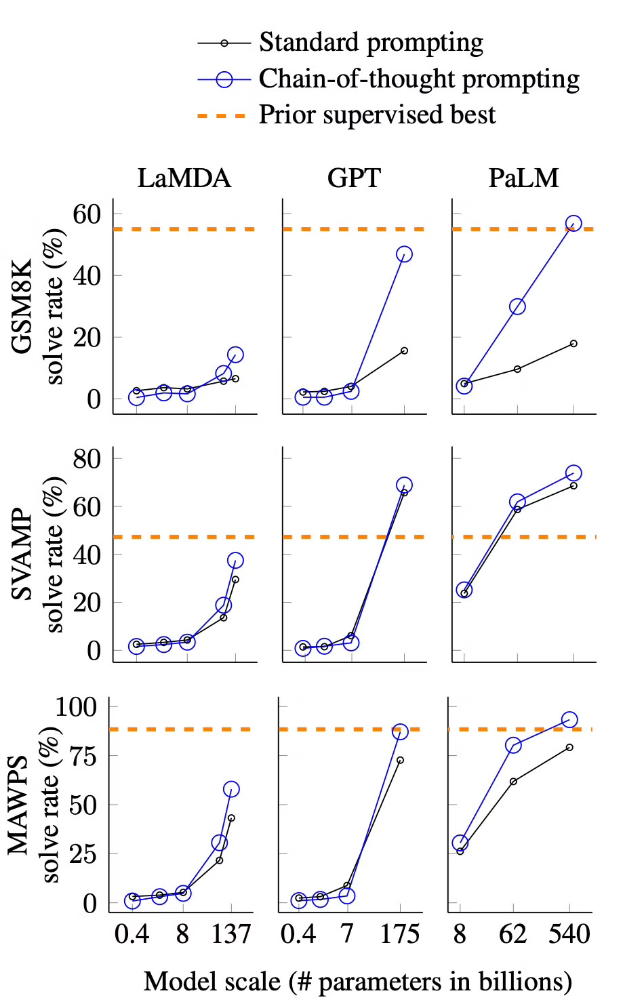 Standard prompting
Chain-of-thought prompting
Prior supervised best
LaMDA GPT PaLM
GSM8K
solve rate (%)
60
40
20
0
SVAMP
solve rate (%)
80
60
40
20
0
MAWPS
solve rate (%)
100
75
50
25
0
0.4 8 137 0.4 7 175 8 62 540
Model scale (# parameters in billions)